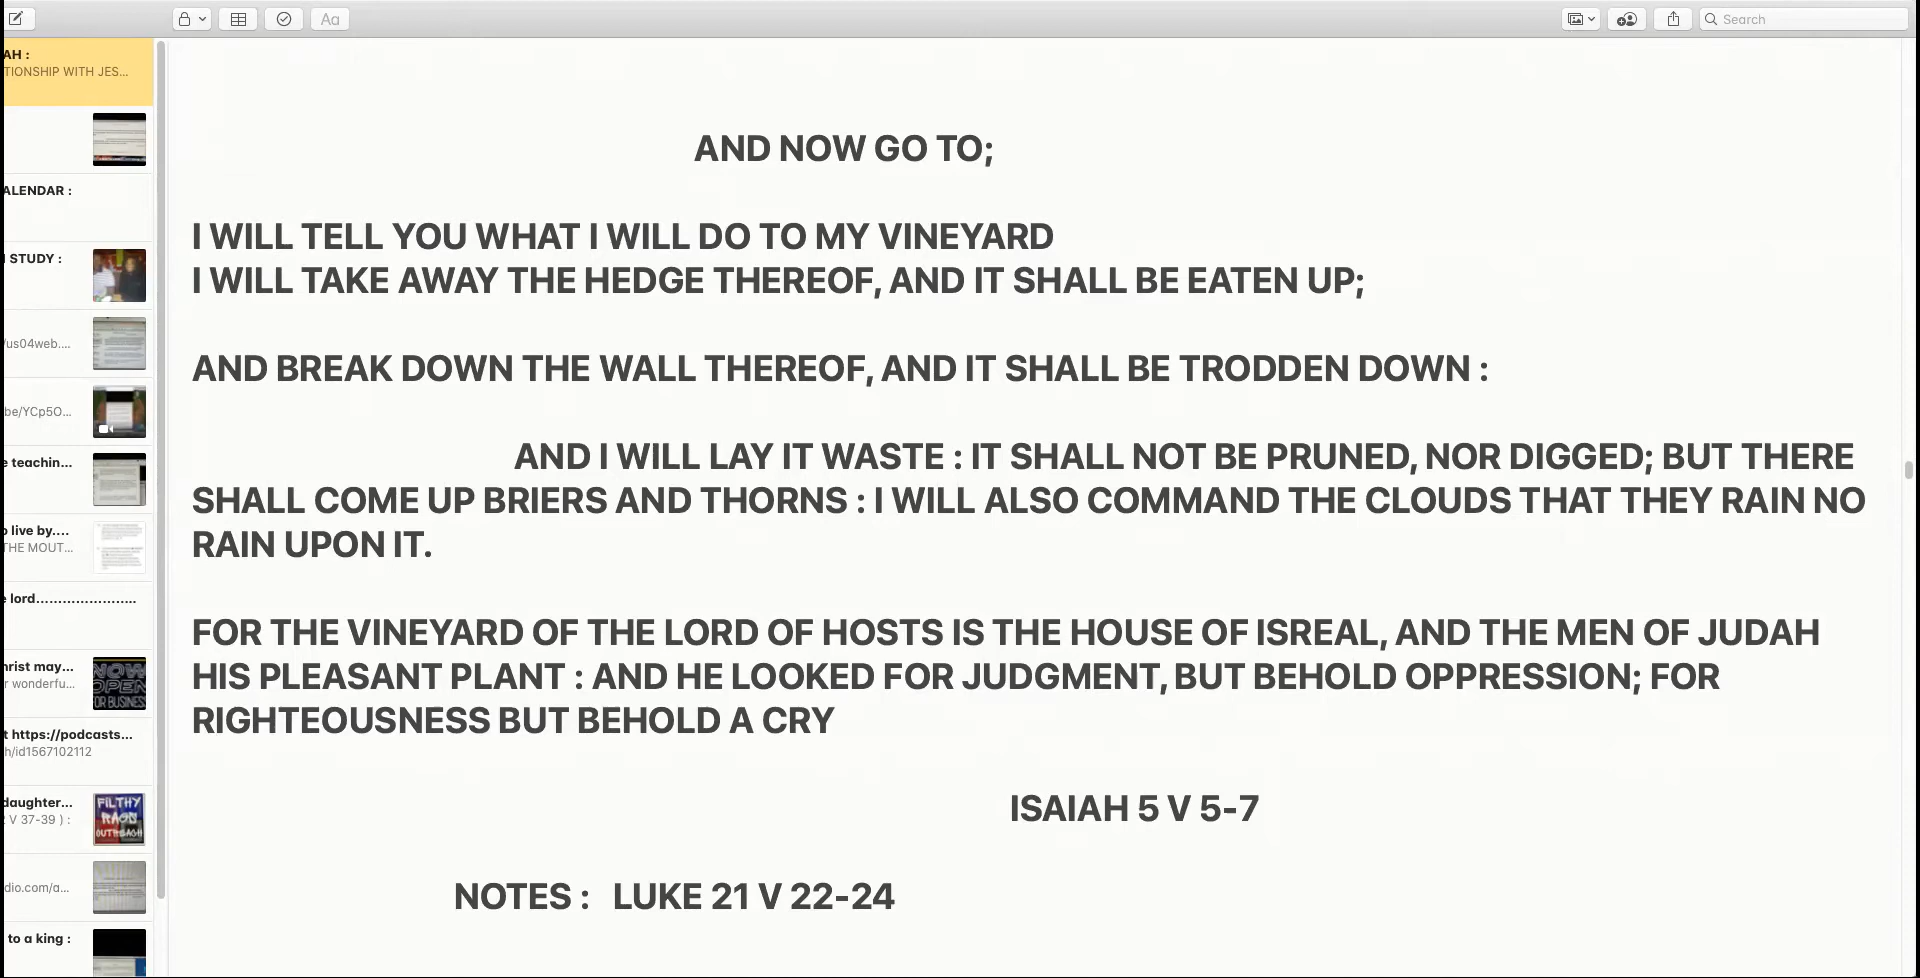 Aa
Search
AH :
TIONSHIP WITH JES...
ALENDAR :
STUDY :
/us04web....
be/YCp5O...
e teachin...
o live by....
THE MOUT...
e lord.......................
hrist may...
r wonderfu...
NOW
OPEN
FOR BUSINESS
t https://podcasts...
h/id1567102112
daughter...
V 37-39 ) :
FILTHY
RAGS
OUTREACH
dio.com/a...
to a king :
AND NOW GO TO;
I WILL TELL YOU WHAT I WILL DO TO MY VINEYARD
I WILL TAKE AWAY THE HEDGE THEREOF, AND IT SHALL BE EATEN UP;
AND BREAK DOWN THE WALL THEREOF, AND IT SHALL BE TRODDEN DOWN :
AND I WILL LAY IT WASTE : IT SHALL NOT BE PRUNED, NOR DIGGED; BUT THERE
SHALL COME UP BRIERS AND THORNS : I WILL ALSO COMMAND THE CLOUDS THAT THEY RAIN NO
RAIN UPON IT.
FOR THE VINEYARD OF THE LORD OF HOSTS IS THE HOUSE OF ISREAL, AND THE MEN OF JUDAH
HIS PLEASANT PLANT : AND HE LOOKED FOR JUDGMENT, BUT BEHOLD OPPRESSION; FOR
RIGHTEOUSNESS BUT BEHOLD A CRY
ISAIAH 5 V 5-7
NOTES : LUKE 21 V 22-24